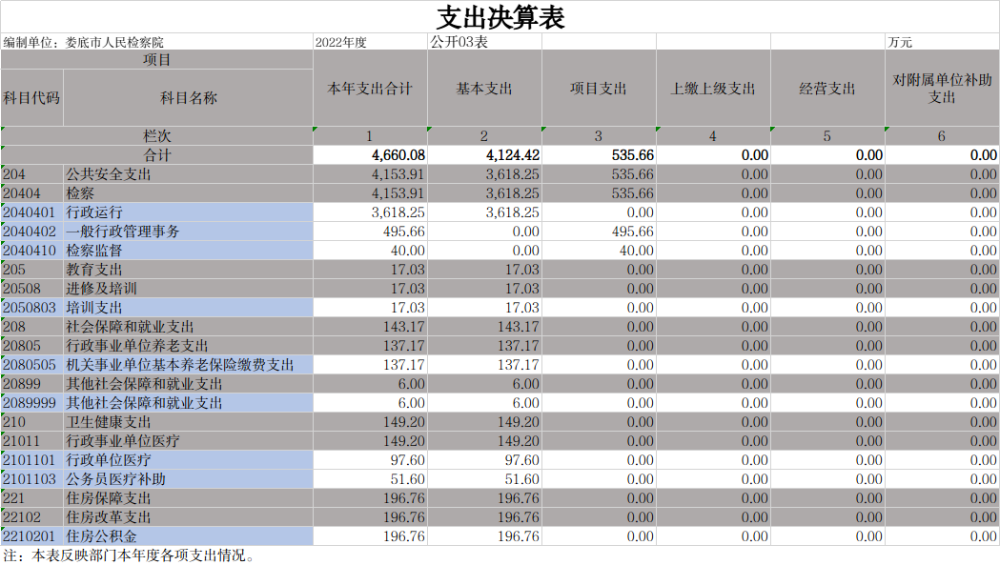 支出决算表
编制单位：娄底市人民检察院 2022年度 公开03表 万元
项目
科目代码 科目名称 本年支出合计 基本支出 项目支出 上缴上级支出 经营支出 对附属单位补助
支出
栏次 1 2 3 4 5 6
合计 4,660.08 4,124.42 535.66 0.00 0.00 0.00
204 公共安全支出 4,153.91 3,618.25 535.66 0.00 0.00 0.00
20404 检察 4,153.91 3,618.25 535.66 0.00 0.00 0.00
2040401 行政运行 3,618.25 3,618.25 0.00 0.00 0.00 0.00
2040402 一般行政管理事务 495.66 0.00 495.66 0.00 0.00 0.00
2040410 检察监督 40.00 0.00 40.00 0.00 0.00 0.00
205 教育支出 17.03 17.03 0.00 0.00 0.00 0.00
20508 进修及培训 17.03 17.03 0.00 0.00 0.00 0.00
2050803 培训支出 17.03 17.03 0.00 0.00 0.00 0.00
208 社会保障和就业支出 143.17 143.17 0.00 0.00 0.00 0.00
20805 行政事业单位养老支出 137.17 137.17 0.00 0.00 0.00 0.00
2080505 机关事业单位基本养老保险缴费支出 137.17 137.17 0.00 0.00 0.00 0.00
20899 其他社会保障和就业支出 6.00 6.00 0.00 0.00 0.00 0.00
2089999 其他社会保障和就业支出 6.00 6.00 0.00 0.00 0.00 0.00
210 卫生健康支出 149.20 149.20 0.00 0.00 0.00 0.00
21011 行政事业单位医疗 149.20 149.20 0.00 0.00 0.00 0.00
2101101 行政单位医疗 97.60 97.60 0.00 0.00 0.00 0.00
2101103 公务员医疗补助 51.60 51.60 0.00 0.00 0.00 0.00
221 住房保障支出 196.76 196.76 0.00 0.00 0.00 0.00
22102 住房改革支出 196.76 196.76 0.00 0.00 0.00 0.00
2210201 住房公积金 196.76 196.76 0.00 0.00 0.00 0.00
注：本表反映部门本年度各项支出情况。